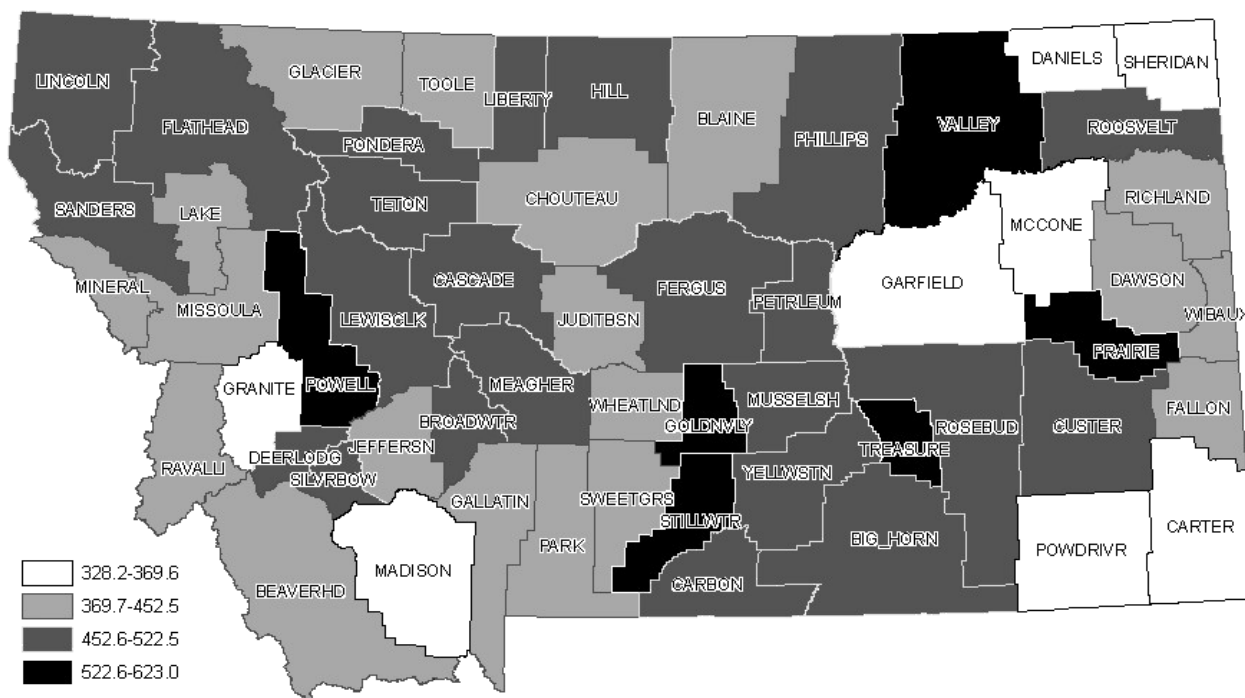 DANIELS
SHERIDAN
GLACIER
TOOLE
LINCOLN
LIBERTY
HILL
BLAINE
FLATHEAD
VALLEY
ROOSVELT
PHILLIPS
PONDERA
CHOUTEAU
TETON
RICHLAND
SANDERS
LAKE
MCCONE
CASCADE
FERGUS
GARFIELD
DAWSON
MINERAL
MISSOULA
PETRLEUM
WIBAUX
LEWISCLK
JUDITBSN
PRAIRIE
GRANITE
POWELL
MEAGHER
WHEATLND
MUSSELSH
FALLON
BROADWTR
GOLDNVLY
ROSEBUD
CUSTER
JEFFERSN
TREASURE
DEERLODG
RAVALLI
SILVRBOW
YELLWSTN
GALLATIN
SWEETGRS
STILLWTR
CARTER
PARK
BIG_HORN
POWDRIVR
MADISON
BEAVERHD
CARBON
328.2-369.6
369.7-452.5
452.6-522.5
522.6-623.0